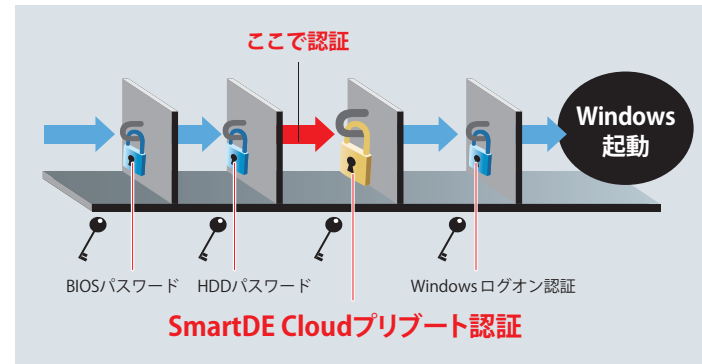 ここで認証
Windows
起動
BIOSパスワード
HDDパスワード
Windowsログオン認証
SmartDE Cloudプリブート認証